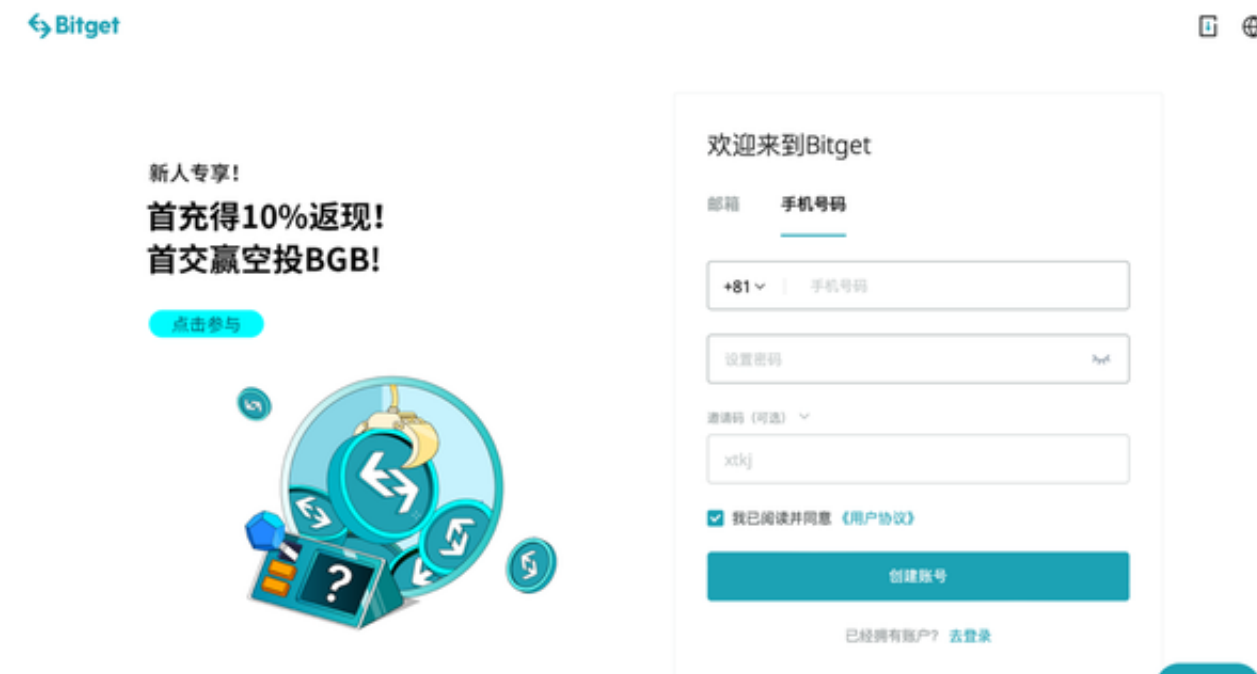 Bitget
新人专享!
首充得10%返现!
首交赢空投BGB!
点击参与
?
欢迎来到Bitget
邮箱 手机号码
+81 手机号码
设置密码
邀请码（可选）
xtkj
我已阅读并同意《用户协议》
创建账号
已经拥有账户? 去登录